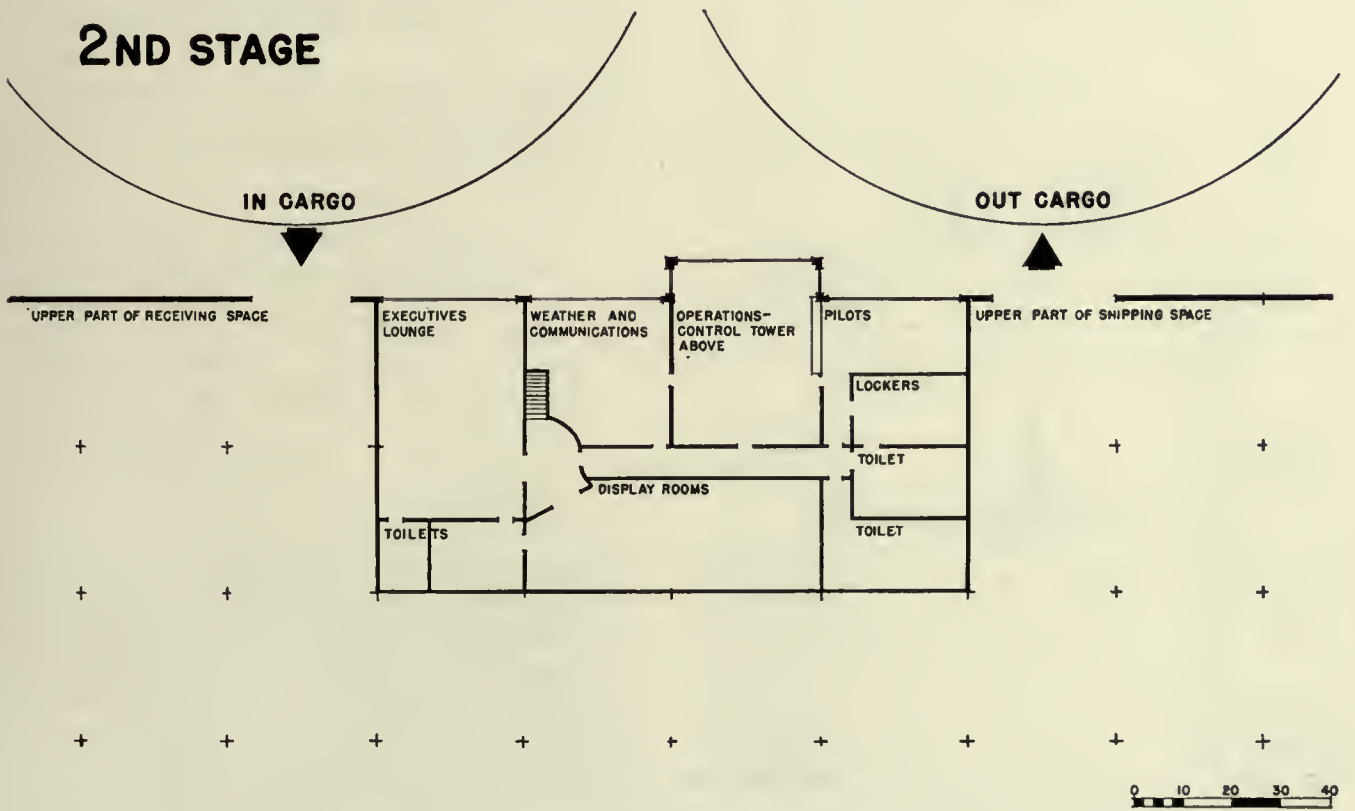 2ND STAGE
IN CARGO
OUT CARGO
UPPER PART OF RECEIVING SPACE
EXECUTIVES
LOUNGE
WEATHER AND
COMMUNICATIONS
OPERATIONS-
CONTROL TOWER
ABOVE
PILOTS
UPPER PART OF SHIPPING SPACE
LOCKERS
TOILET
DISPLAY ROOMS
TOILETS
TOILET
0 10 20 30 40